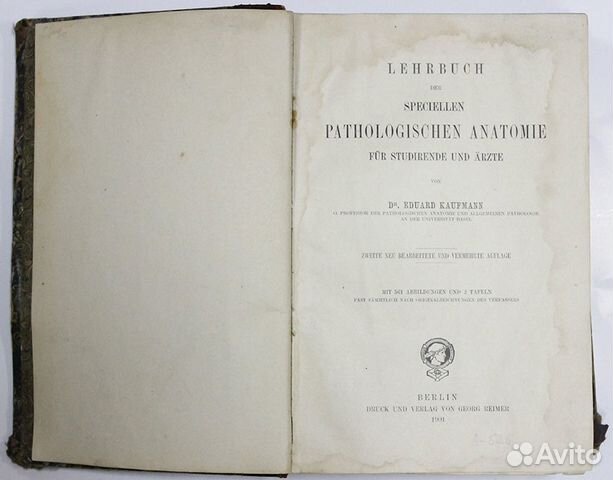 LEHRBUCH
DER
SPECIELLEN
PATHOLOGISCHEN ANATOMIE
FÜR STUDIRENDE UND ÄRZTE
VON
DR. EDUARD KAUFMANN
O. PROFESSOR DER PATHOLOGISCHEN ANATOMIE UND ALLGEMEINEN PATHOLOGIE
AN DER UNIVERSITÄT BASEL
ZWEITE NEU BEARBEITETE UND VERMEHRTE AUFLAGE
MIT 563 ABBILDUNGEN UND 2 TAFELN
FAST SÄMMTLICH NACH ORIGINALZEICHNUNGEN DES VERFASSERS
BERLIN
DRUCK UND VERLAG VON GEORG REIMER
1901
Avito